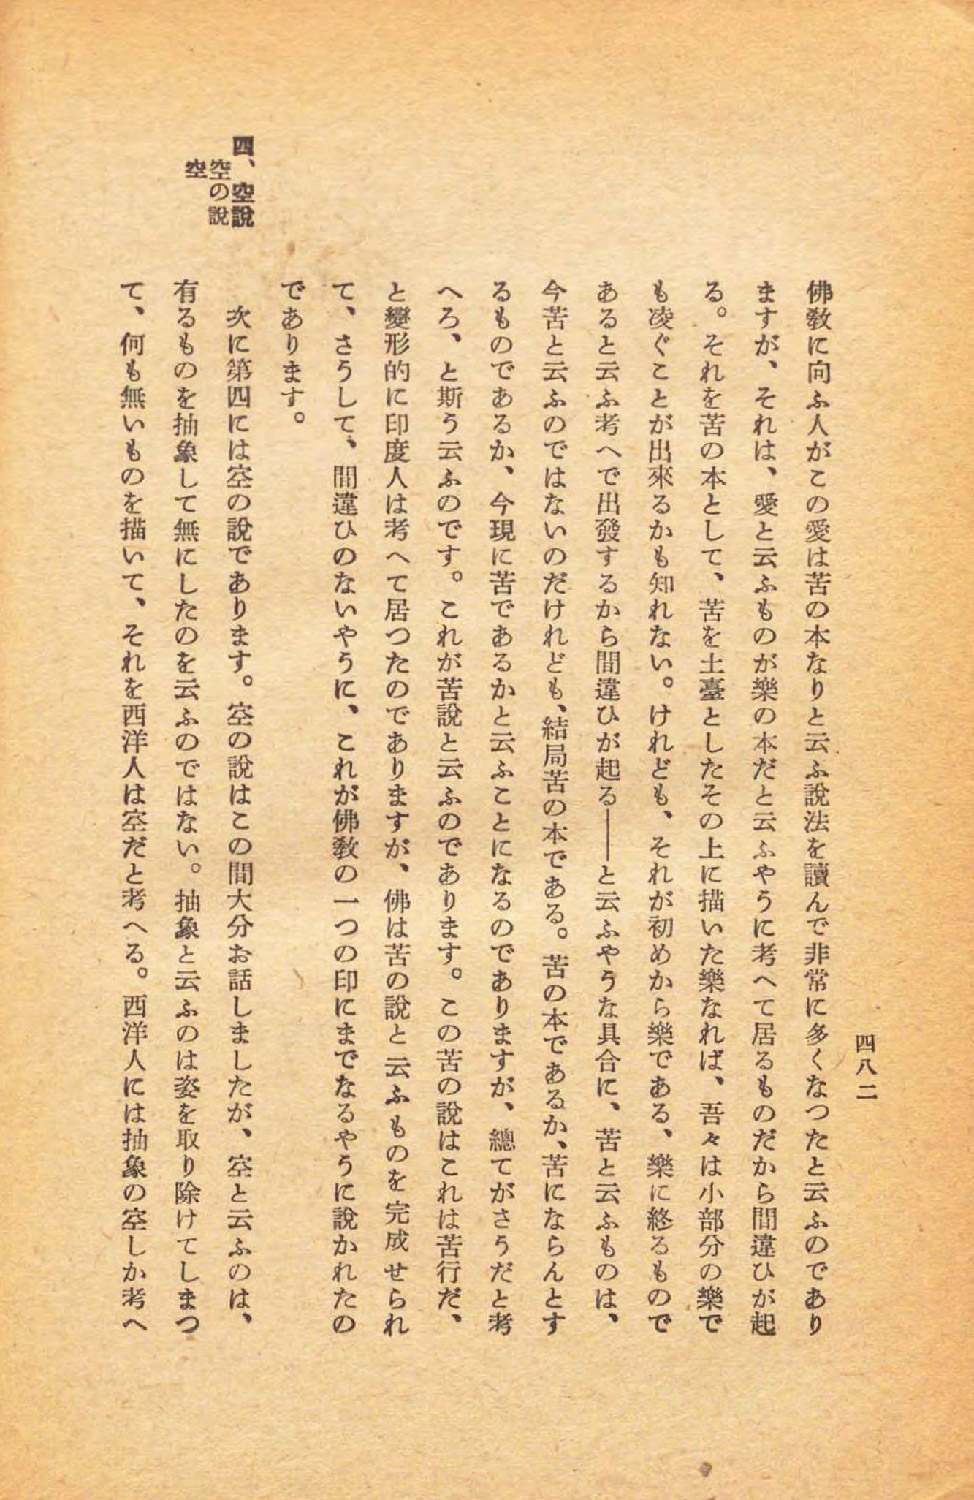 四八二
佛敎に向ふ人がこの愛は苦の本なりと云ふ說法を讀んで非常に多くなつたと云ふのであり
ますが、それは、愛と云ふものが樂の本だと云ふやうに考へて居るものだから間違ひが起
る。それを苦の本として、苦を土臺としたその上に描いた樂なれば、吾々は小部分の樂で
も凌ぐことが出來るかも知れない。けれども、それが初めから樂である、樂に終るもので
あると云ふ考へで出發するから間違ひが起る――と云ふやうな具合に、苦と云ふものは、
今苦と云ふのではないのだけれども、結局苦の本である。苦の本であるか、苦にならんとす
るものであるか、今現に苦であるかと云ふことになるのでありますが、總てがさうだと考
へろ、と斯う云ふのです。これが苦說と云ふのであります。この苦の說はこれは苦行だ、
と變形的に印度人は考へて居つたのでありますが、佛は苦の說と云ふものを完成せられ
て、さうして、間違ひのないやうに、これが佛敎の一つの印にまでなるやうに說かれたの
であります。
四、空說
空の說
空
次に第四には空の說であります。空の說はこの間大分お話しましたが、空と云ふのは、
有るものを抽象して無にしたのを云ふのではない。抽象と云ふのは姿を取り除けてしまつ
て、何も無いものを描いて、それを西洋人は空だと考へる。西洋人には抽象の空しか考へ